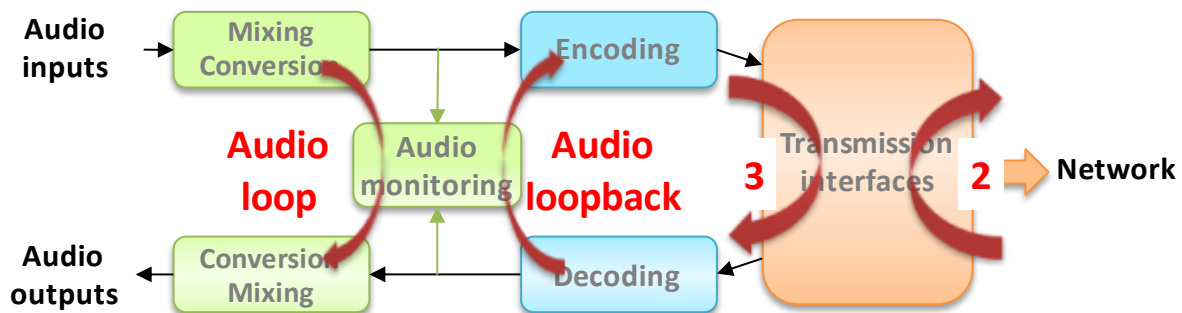 Audio
inputs
Mixing
Conversion
Encoding
Audio
loop
Audio
monitoring
Audio
loopback
3
Transmission
interfaces
2
Network
Audio
outputs
Conversion
Mixing
Decoding